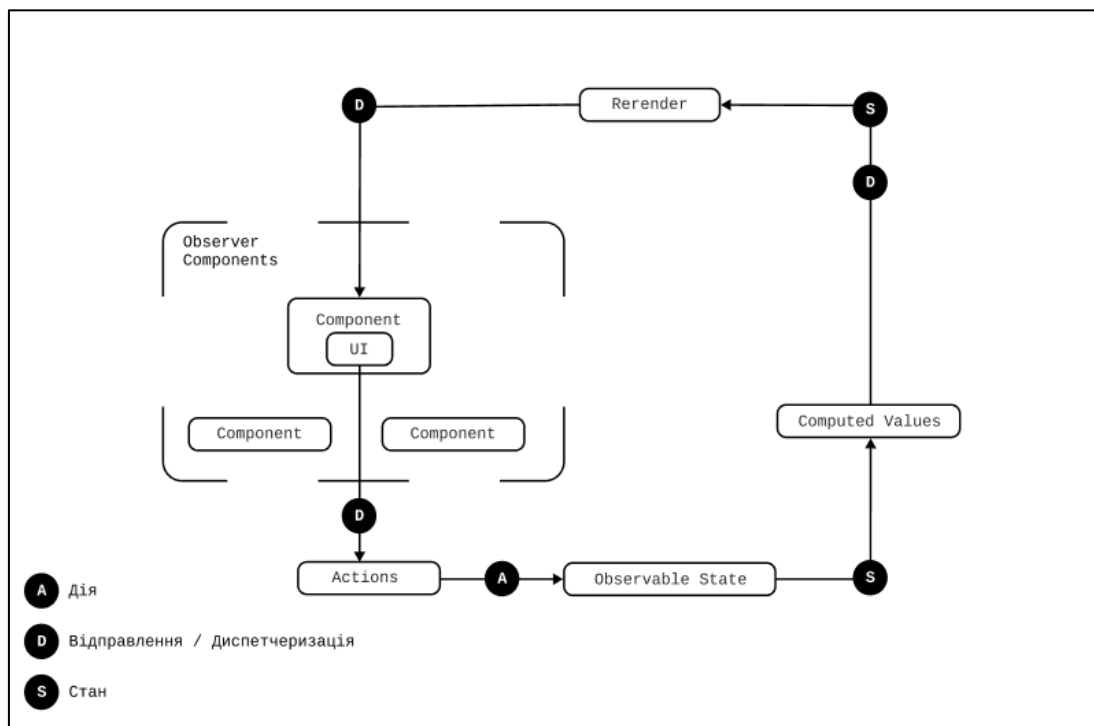 D
Rerender
S
D
Observer
Components
Component
UI
Computed Values
Component
Component
D
Actions
A
Observable State
S
A Дія
D Відправлення / Диспетчеризація
S Стан